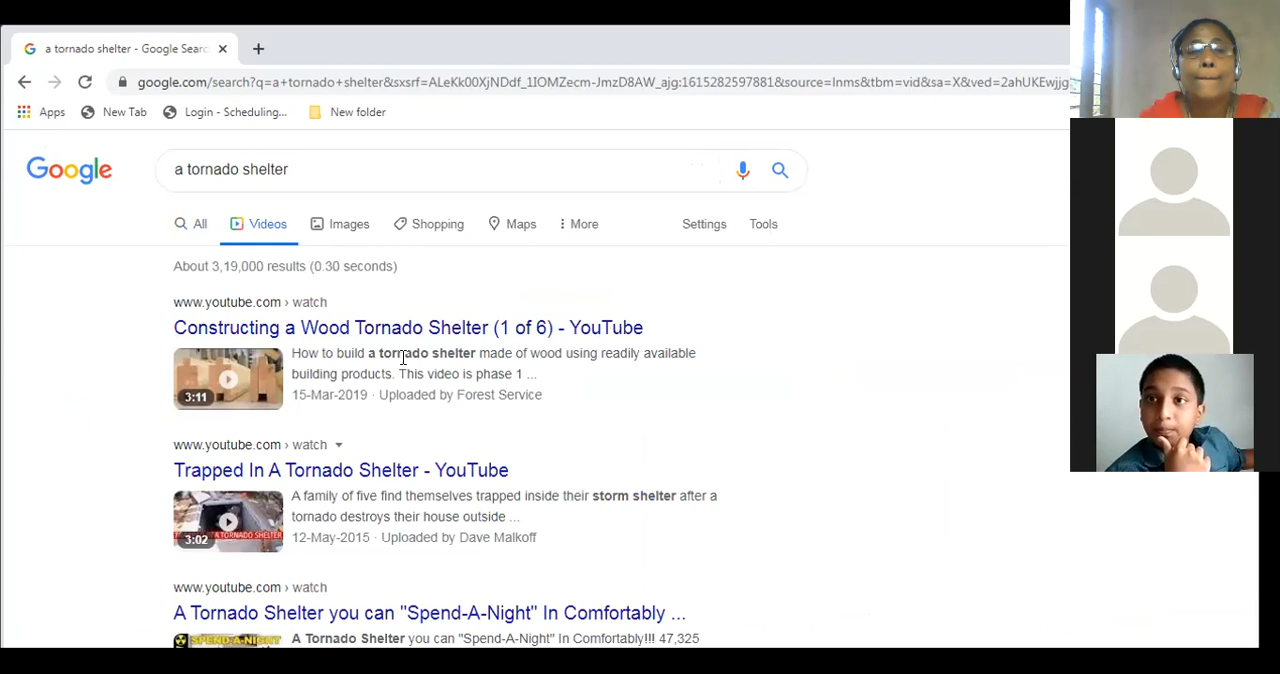 a tornado shelter - Google Searc
google.com/search?q=a+tornado+shelter&sxsrf=ALeKk00XjNDdf_1IOMZecm-JmzD8AW_ajg:1615282597881&source=lnms&tbm=vid&sa=X&ved=2ahUKEwjjg
Apps New Tab Login - Scheduling... New folder
Google a tornado shelter
All Videos Images Shopping Maps More Settings Tools
About 3,19,000 results (0.30 seconds)
www.youtube.com › watch
Constructing a Wood Tornado Shelter (1 of 6) - YouTube
How to build a tornado shelter made of wood using readily available
building products. This video is phase 1 ...
3:11
15-Mar-2019 · Uploaded by Forest Service
www.youtube.com › watch
Trapped In A Tornado Shelter - YouTube
A family of five find themselves trapped inside their storm shelter after a
tornado destroys their house outside ...
A TORNADO SHELTER
3:02
12-May-2015 · Uploaded by Dave Malkoff
www.youtube.com › watch
A Tornado Shelter you can "Spend-A-Night" In Comfortably ...
SPEND-A-NIGHT
A Tornado Shelter you can "Spend-A-Night" In Comfortably!!! 47,325